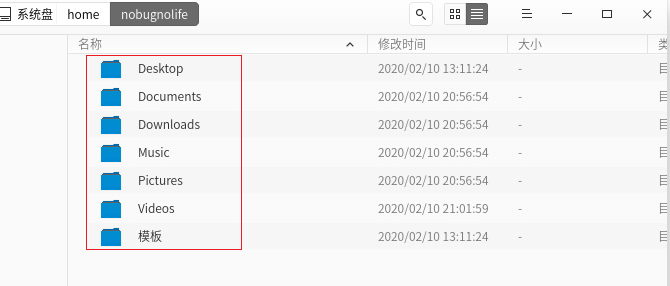 系统盘 home nobugnolife
名称 修改时间 大小
Desktop 2020/02/10 13:11:24 -
Documents 2020/02/10 20:56:54 -
Downloads 2020/02/10 20:56:54 -
Music 2020/02/10 20:56:54 -
Pictures 2020/02/10 20:56:54 -
Videos 2020/02/10 21:01:59 -
模板 2020/02/10 13:11:24 -